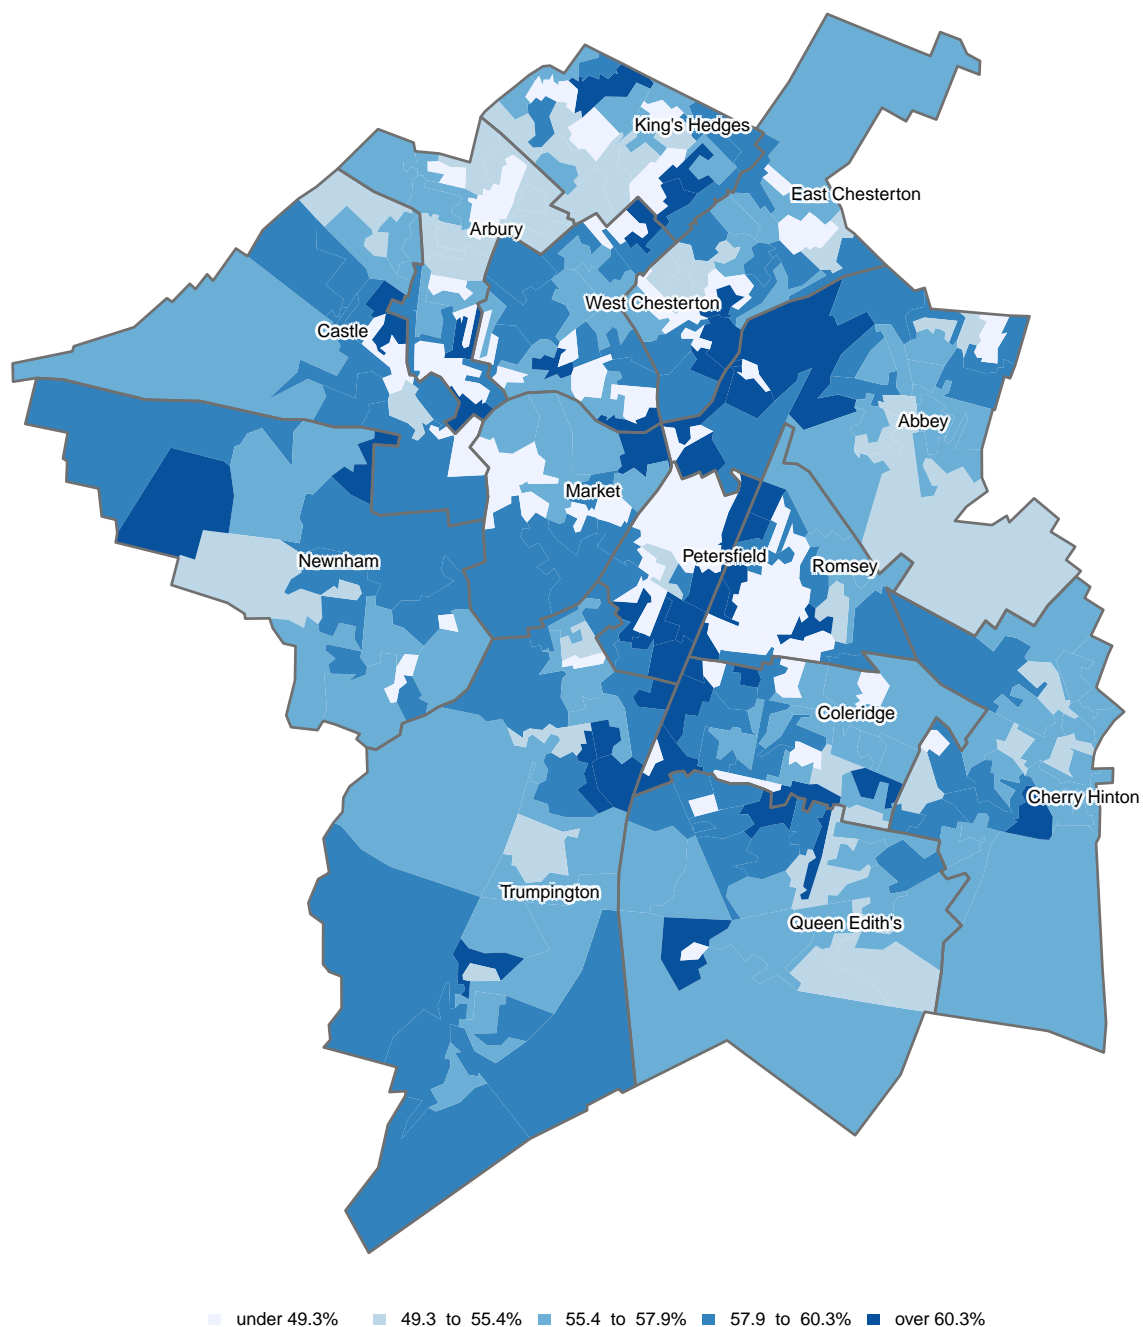 King's Hedges
East Chesterton
Arbury
West Chesterton
Castle
Abbey
Market
Petersfield
Romsey
Newnham
Coleridge
Cherry Hinton
Trumpington
Queen Edith's
under 49.3% 49.3 to 55.4% 55.4 to 57.9% 57.9 to 60.3% over 60.3%